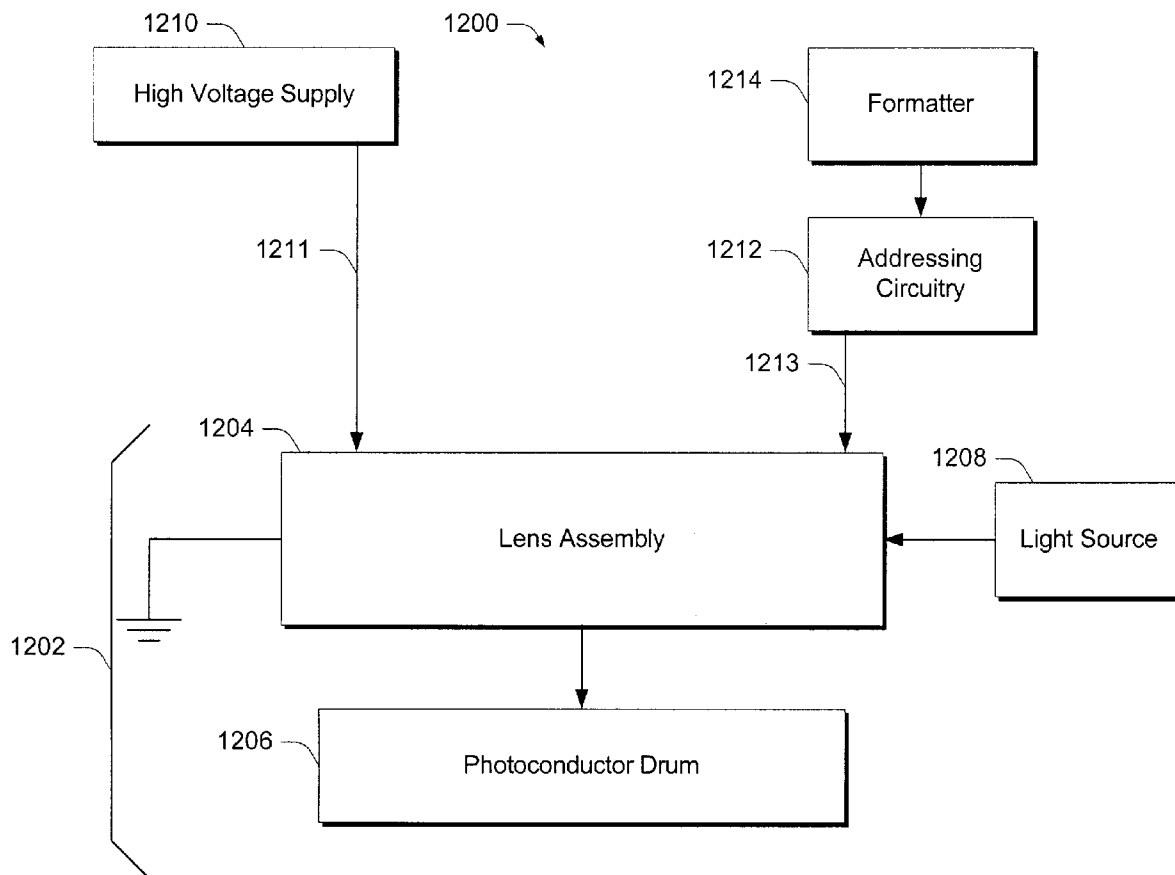 1210
1200
High Voltage Supply
1214
Formatter
1211
1212
Addressing
Circuitry
1213
1204
1208
Lens Assembly
Light Source
1202
1206
Photoconductor Drum